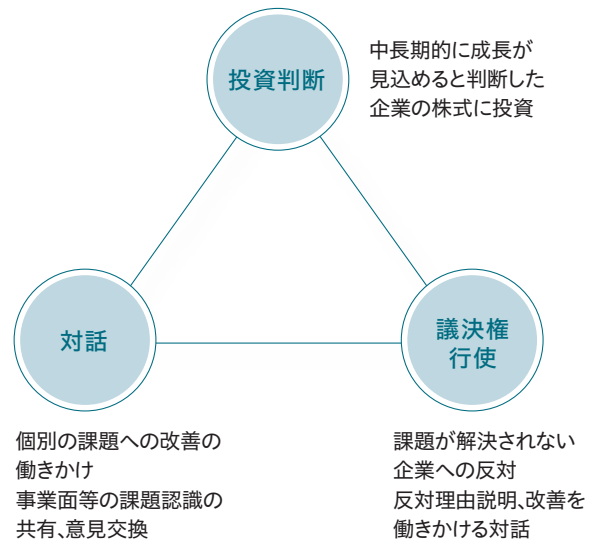 投資判断
中長期的に成長が
見込めると判断した
企業の株式に投資
対話
個別の課題への改善の
働きかけ
事業面等の課題認識の
共有、意見交換
議決権
行使
課題が解決されない
企業への反対
反対理由説明、改善を
働きかける対話